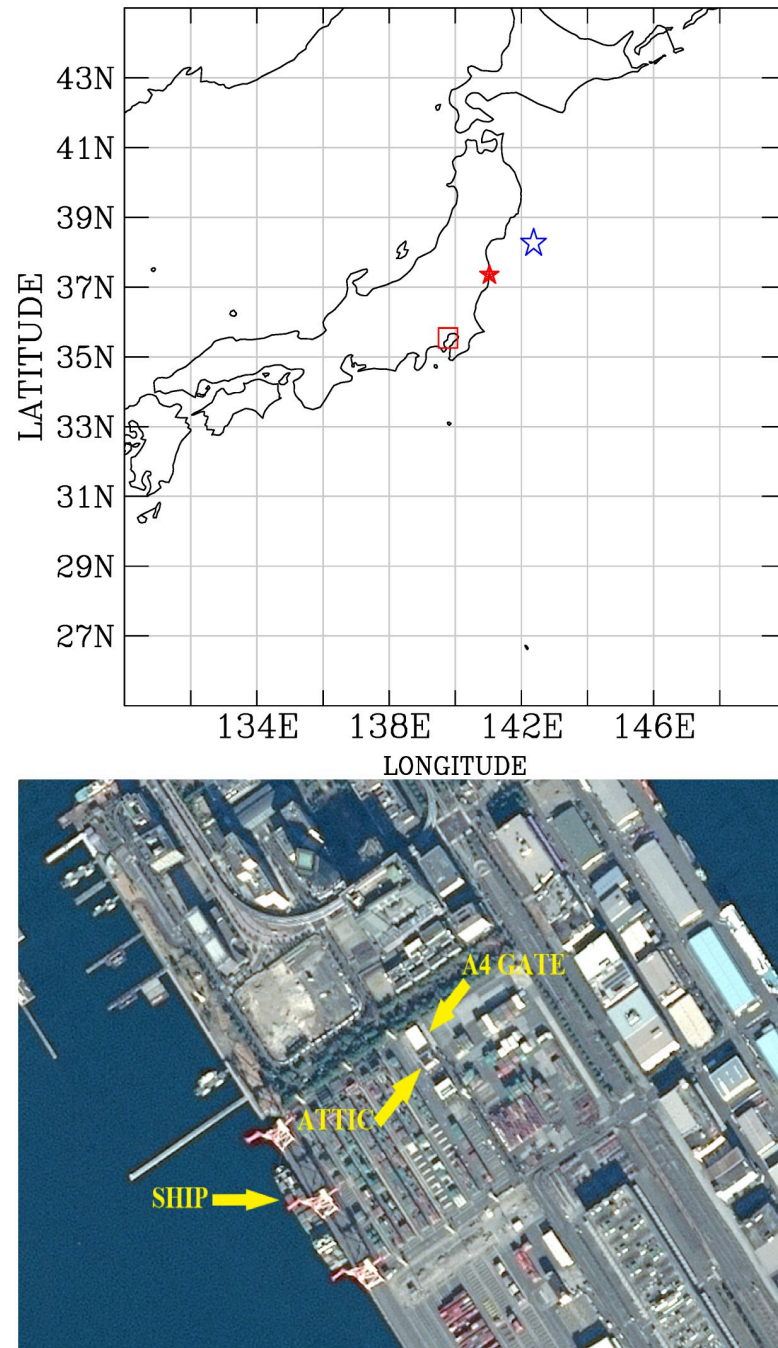 43N
41N
39N
37N
35N
33N
31N
29N
27N
LATITUDE
134E 138E 142E 146E
LONGITUDE
A4 GATE
ATTIC
SHIP